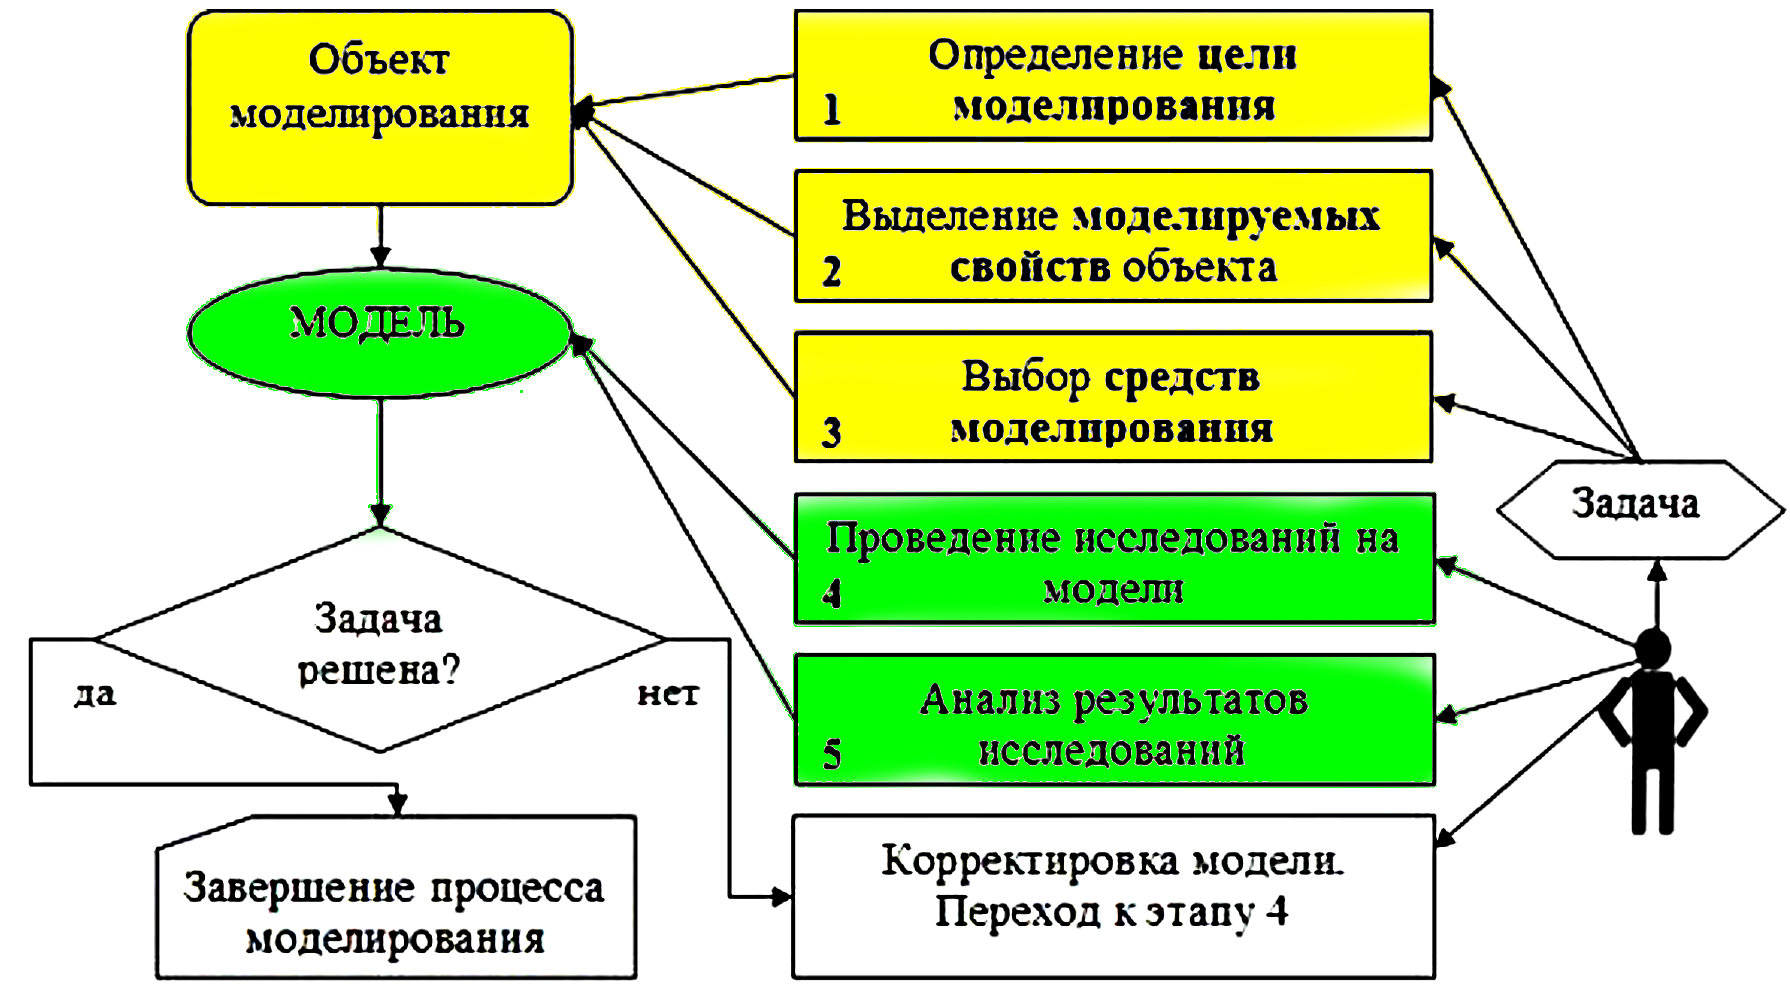 Объект
моделирования
МОДЕЛЬ
Задача
решена?
да
нет
Завершение процесса
моделирования
Определение цели
1 моделирования
Выделение моделируемых
2 свойств объекта
Выбор средств
3 моделирования
Проведение исследований на
4 модели
Анализ результатов
5 исследований
Корректировка модели.
Переход к этапу 4
Задача